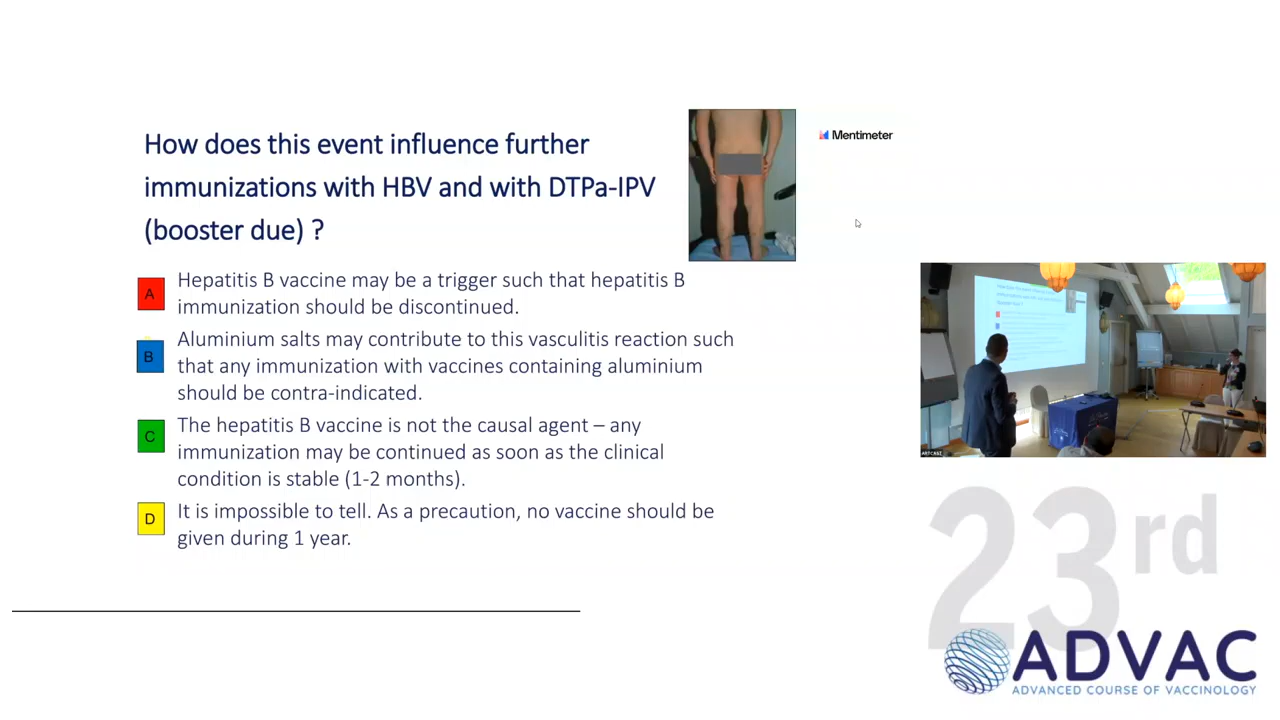 How does this event influence further
immunizations with HBV and with DTPa-IPV
(booster due) ?
Mentimeter
A
Hepatitis B vaccine may be a trigger such that hepatitis B
immunization should be discontinued.
B
Aluminium salts may contribute to this vasculitis reaction such
that any immunization with vaccines containing aluminium
should be contra-indicated.
C
The hepatitis B vaccine is not the causal agent – any
immunization may be continued as soon as the clinical
condition is stable (1-2 months).
D
It is impossible to tell. As a precaution, no vaccine should be
given during 1 year.
23rd
ADVAC
ADVANCED COURSE OF VACCINOLOGY